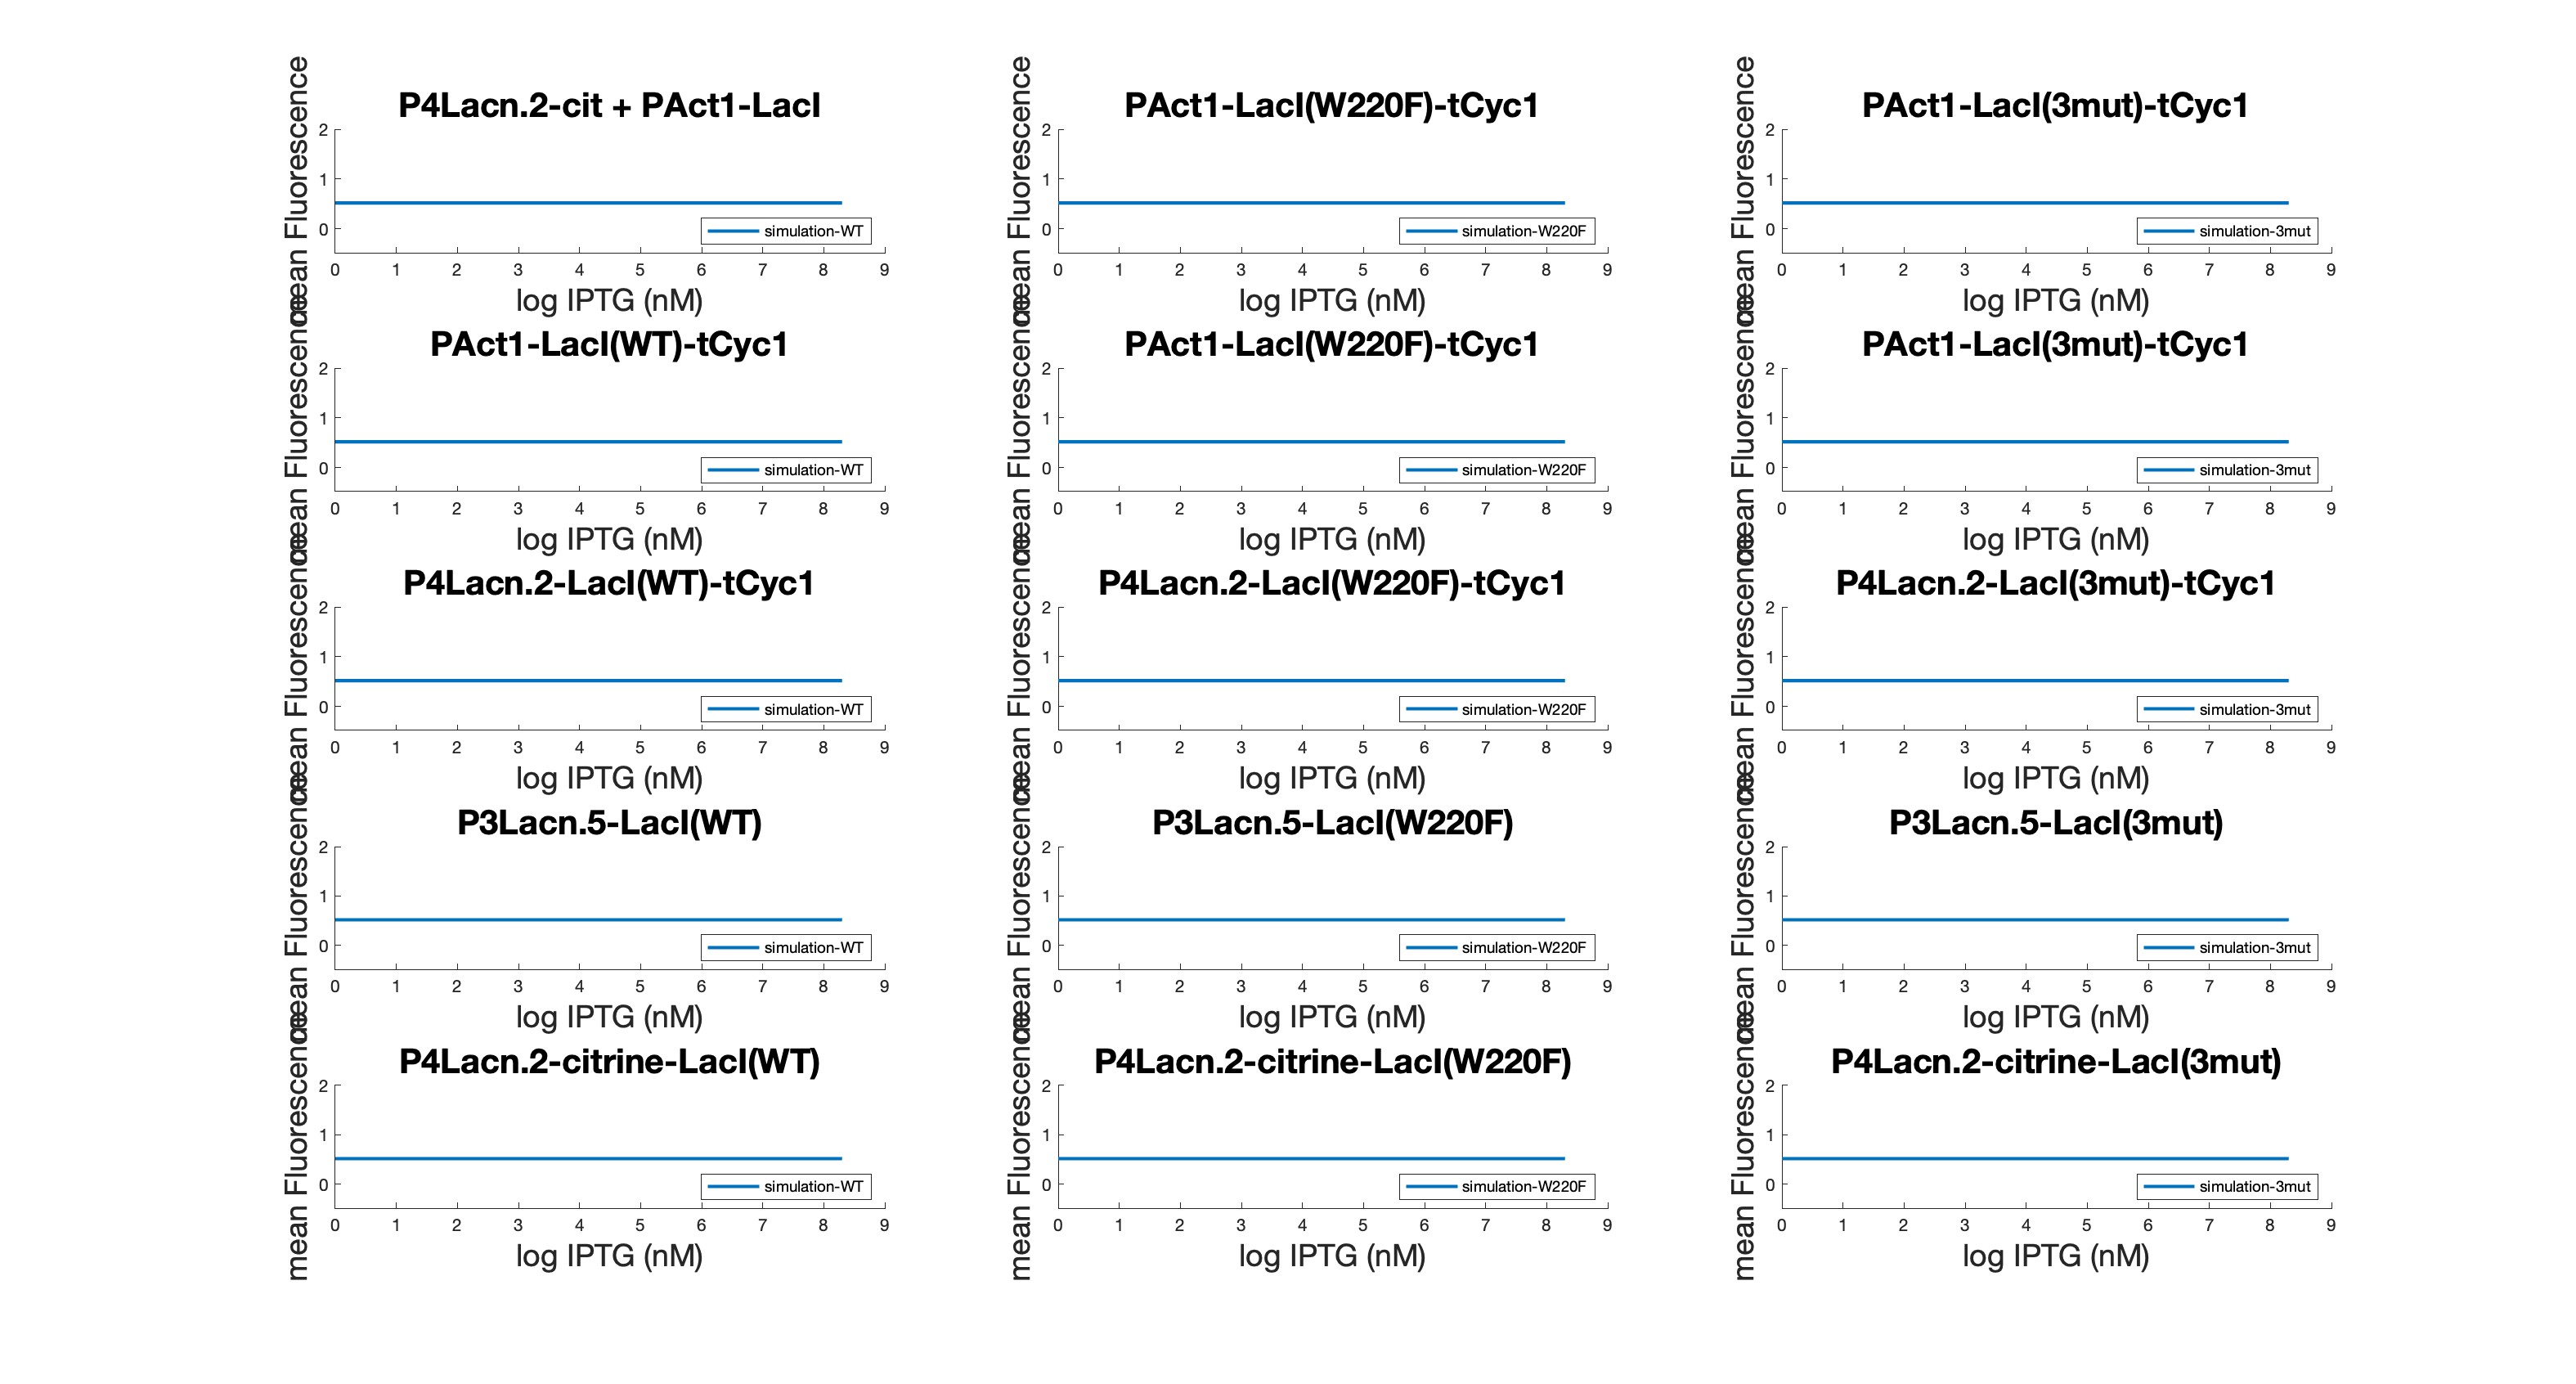 P4Lacn.2-cit + PAct1-LacI
mean Fluorescence
2
1
0
simulation-WT
0 1 2 3 4 5 6 7 8 9
log IPTG (nM)
PAct1-LacI(W220F)-tCyc1
mean Fluorescence
2
1
0
simulation-W220F
0 1 2 3 4 5 6 7 8 9
log IPTG (nM)
PAct1-LacI(3mut)-tCyc1
mean Fluorescence
2
1
0
simulation-3mut
0 1 2 3 4 5 6 7 8 9
log IPTG (nM)
PAct1-LacI(WT)-tCyc1
mean Fluorescence
2
1
0
simulation-WT
0 1 2 3 4 5 6 7 8 9
log IPTG (nM)
PAct1-LacI(W220F)-tCyc1
mean Fluorescence
2
1
0
simulation-W220F
0 1 2 3 4 5 6 7 8 9
log IPTG (nM)
PAct1-LacI(3mut)-tCyc1
mean Fluorescence
2
1
0
simulation-3mut
0 1 2 3 4 5 6 7 8 9
log IPTG (nM)
P4Lacn.2-LacI(WT)-tCyc1
mean Fluorescence
2
1
0
simulation-WT
0 1 2 3 4 5 6 7 8 9
log IPTG (nM)
P4Lacn.2-LacI(W220F)-tCyc1
mean Fluorescence
2
1
0
simulation-W220F
0 1 2 3 4 5 6 7 8 9
log IPTG (nM)
P4Lacn.2-LacI(3mut)-tCyc1
mean Fluorescence
2
1
0
simulation-3mut
0 1 2 3 4 5 6 7 8 9
log IPTG (nM)
P3Lacn.5-LacI(WT)
mean Fluorescence
2
1
0
simulation-WT
0 1 2 3 4 5 6 7 8 9
log IPTG (nM)
P3Lacn.5-LacI(W220F)
mean Fluorescence
2
1
0
simulation-W220F
0 1 2 3 4 5 6 7 8 9
log IPTG (nM)
P3Lacn.5-LacI(3mut)
mean Fluorescence
2
1
0
simulation-3mut
0 1 2 3 4 5 6 7 8 9
log IPTG (nM)
P4Lacn.2-citrine-LacI(WT)
mean Fluorescence
2
1
0
simulation-WT
0 1 2 3 4 5 6 7 8 9
log IPTG (nM)
P4Lacn.2-citrine-LacI(W220F)
mean Fluorescence
2
1
0
simulation-W220F
0 1 2 3 4 5 6 7 8 9
log IPTG (nM)
P4Lacn.2-citrine-LacI(3mut)
mean Fluorescence
2
1
0
simulation-3mut
0 1 2 3 4 5 6 7 8 9
log IPTG (nM)